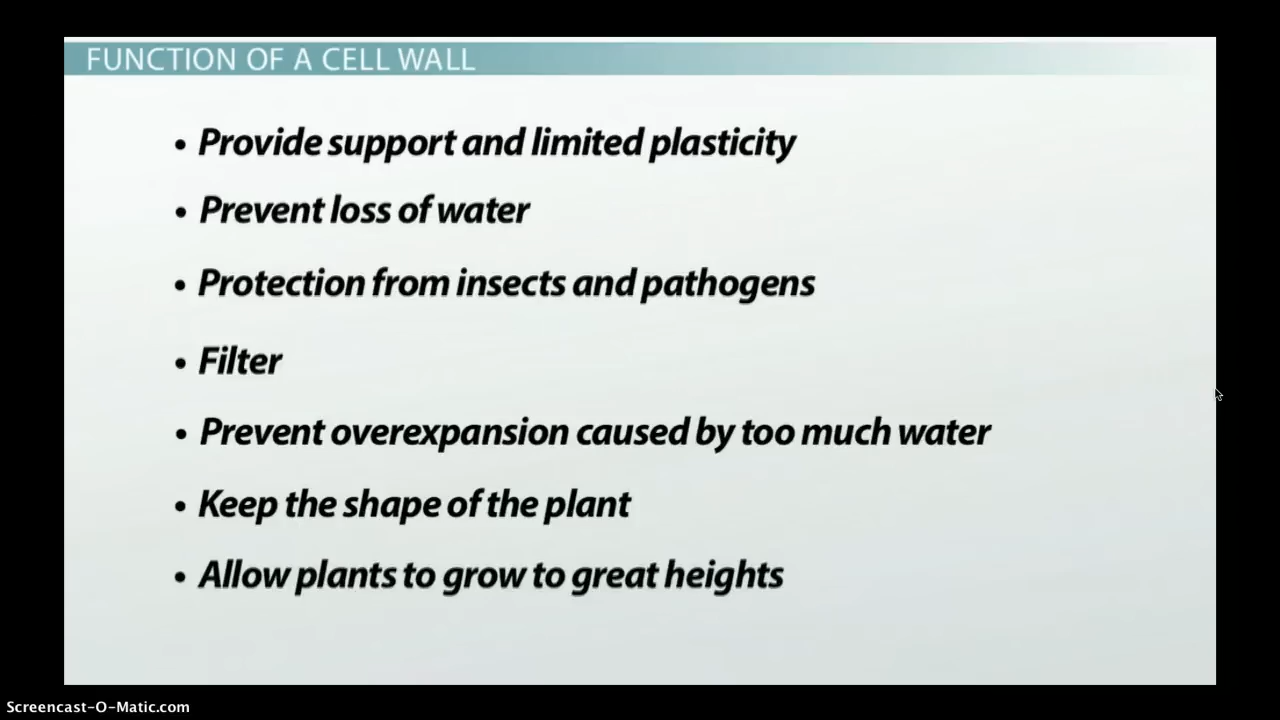 FUNCTION OF A CELL WALL
• Provide support and limited plasticity
• Prevent loss of water
• Protection from insects and pathogens
• Filter
• Prevent overexpansion caused by too much water
• Keep the shape of the plant
• Allow plants to grow to great heights
Screencast-O-Matic.com